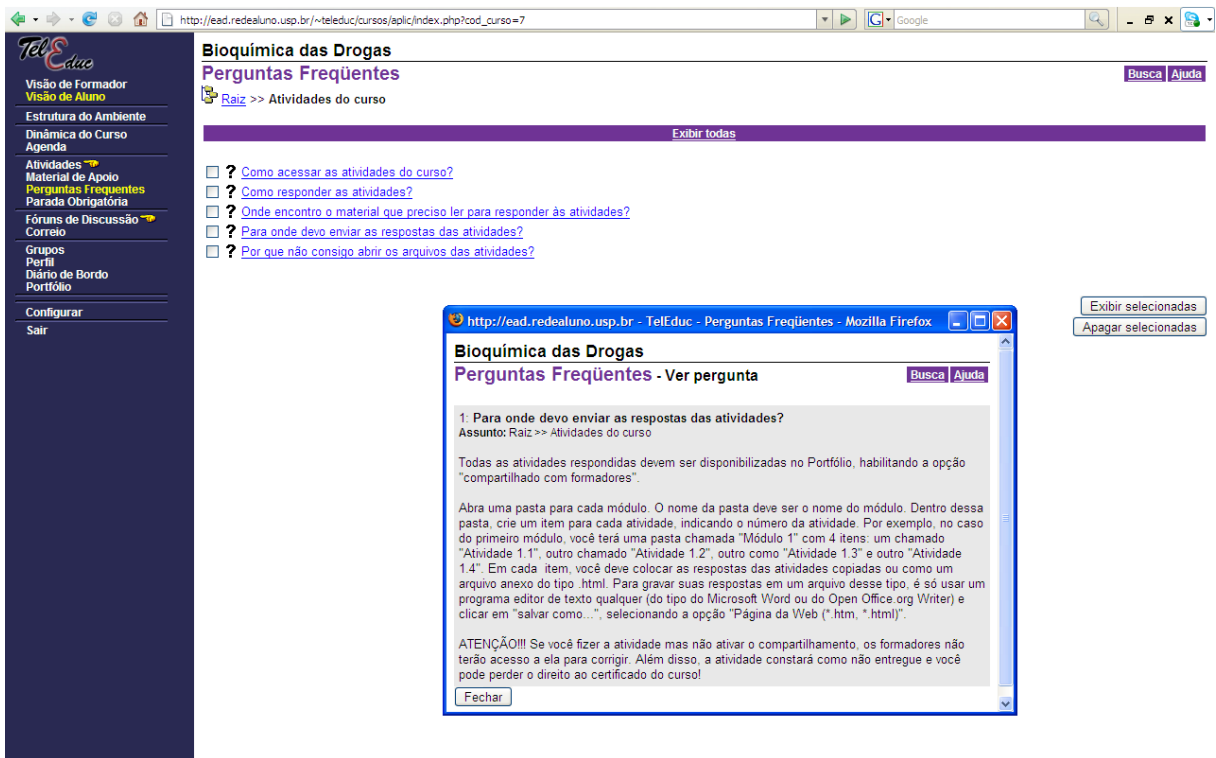 http://ead.redealuno.usp.br/~teleduc/cursos/aplic/index.php?cod_curso=7
G
Google
TelEduc
Visão de Formador
Visão de Aluno
Estrutura do Ambiente
Dinâmica do Curso
Agenda
Atividades
Material de Apoio
Perguntas Frequentes
Parada Obrigatória
Fóruns de Discussão
Correio
Grupos
Perfil
Diário de Bordo
Portfólio
Configurar
Sair
Bioquímica das Drogas
Perguntas Freqüentes
Busca Ajuda
Raiz >> Atividades do curso
Exibir todas
? Como acessar as atividades do curso?
? Como responder as atividades?
? Onde encontro o material que preciso ler para responder às atividades?
? Para onde devo enviar as respostas das atividades?
? Por que não consigo abrir os arquivos das atividades?
Exibir selecionadas
Apagar selecionadas
http://ead.redealuno.usp.br - TelEduc - Perguntas Freqüentes - Mozilla Firefox
Bioquímica das Drogas
Perguntas Freqüentes - Ver pergunta
Busca Ajuda
1: Para onde devo enviar as respostas das atividades?
Assunto: Raiz >> Atividades do curso
Todas as atividades respondidas devem ser disponibilizadas no Portfólio, habilitando a opção
"compartilhado com formadores".
Abra uma pasta para cada módulo. O nome da pasta deve ser o nome do módulo. Dentro dessa
pasta, crie um item para cada atividade, indicando o número da atividade. Por exemplo, no caso
do primeiro módulo, você terá uma pasta chamada "Módulo 1" com 4 itens: um chamado
"Atividade 1.1", outro chamado "Atividade 1.2", outro como "Atividade 1.3" e outro "Atividade
1.4". Em cada item, você deve colocar as respostas das atividades copiadas ou como um
arquivo anexo do tipo .html. Para gravar suas respostas em um arquivo desse tipo, é só usar um
programa editor de texto qualquer (do tipo do Microsoft Word ou do Open Office.org Writer) e
clicar em "salvar como...", selecionando a opção "Página da Web (*.htm, *.html)".
ATENÇÃO!!! Se você fizer a atividade mas não ativar o compartilhamento, os formadores não
terão acesso a ela para corrigir. Além disso, a atividade constará como não entregue e você
pode perder o direito ao certificado do curso!
Fechar